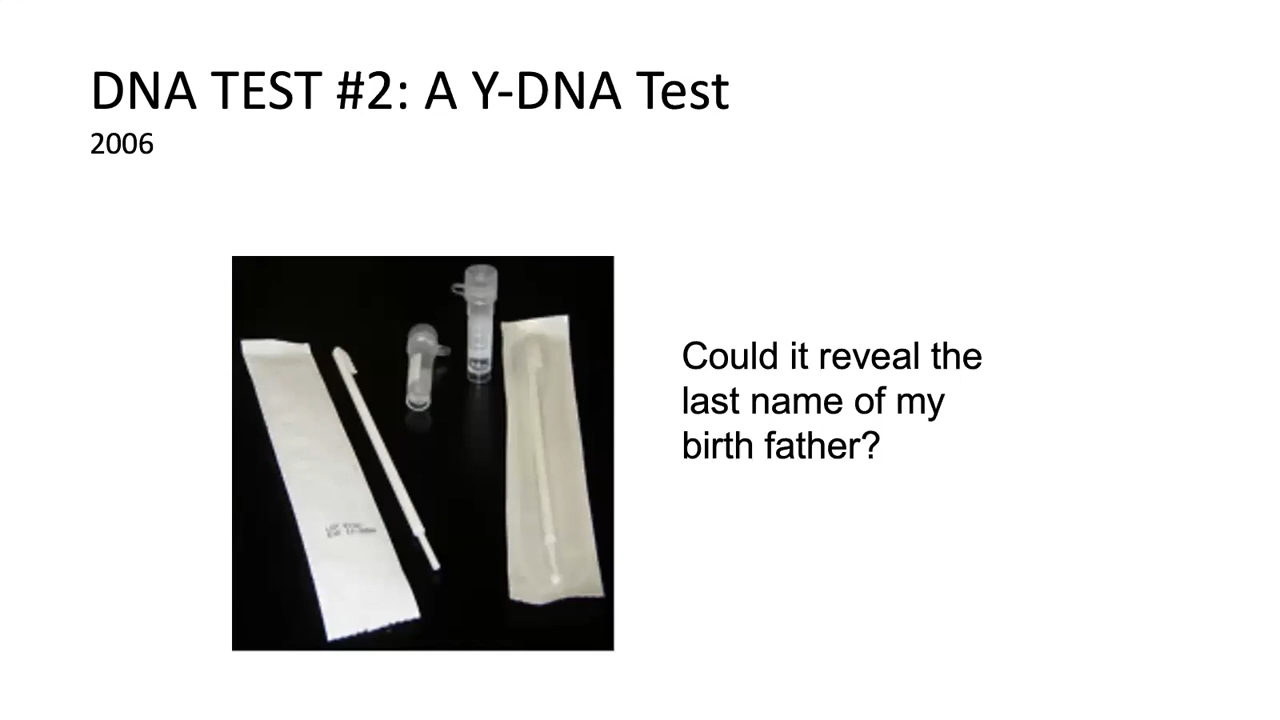 DNA TEST #2: A Y-DNA Test
2006
Could it reveal the
last name of my
birth father?